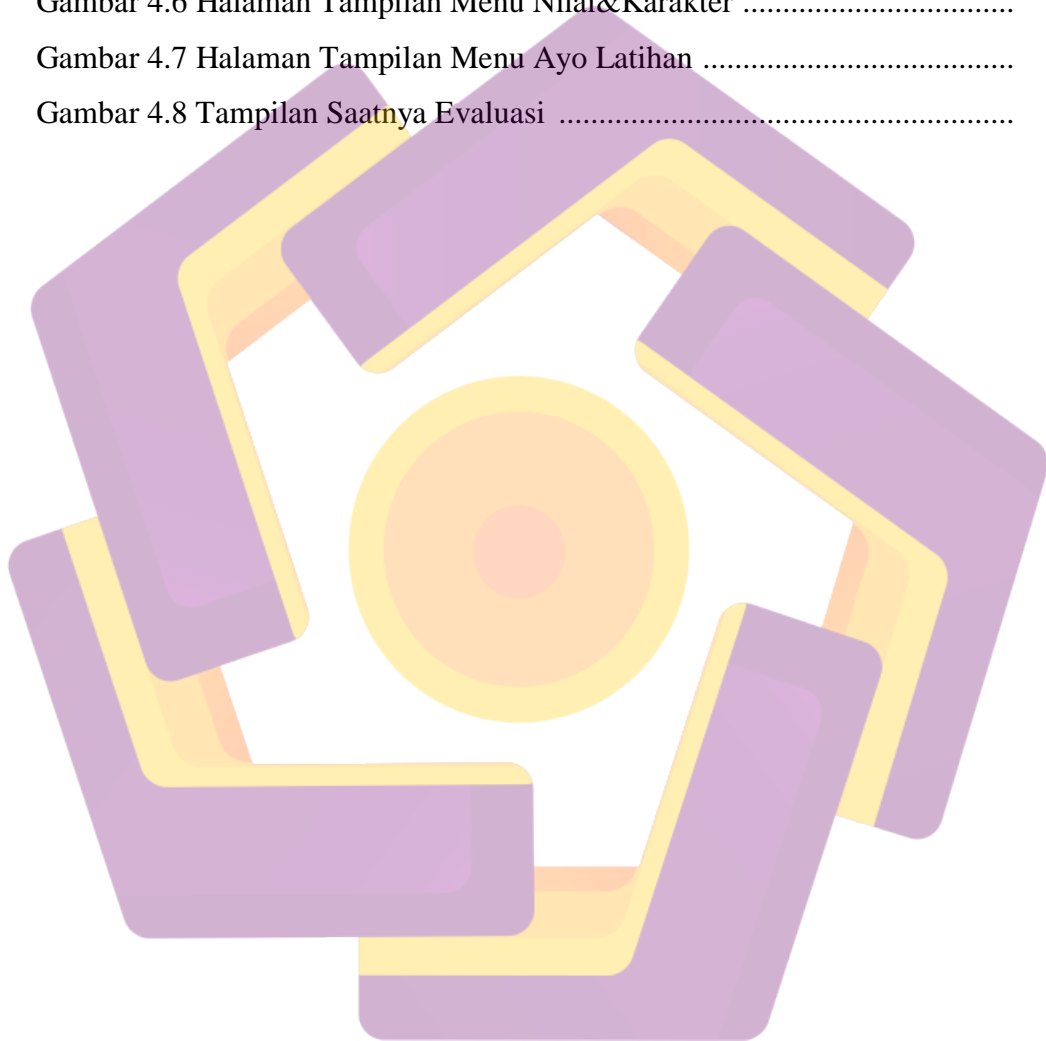 Gambar 4.6 Halaman Tampilan Menu Nilai&Karakter ..................................
Gambar 4.7 Halaman Tampilan Menu Ayo Latihan .......................................
Gambar 4.8 Tampilan Saatnya Evaluasi .........................................................